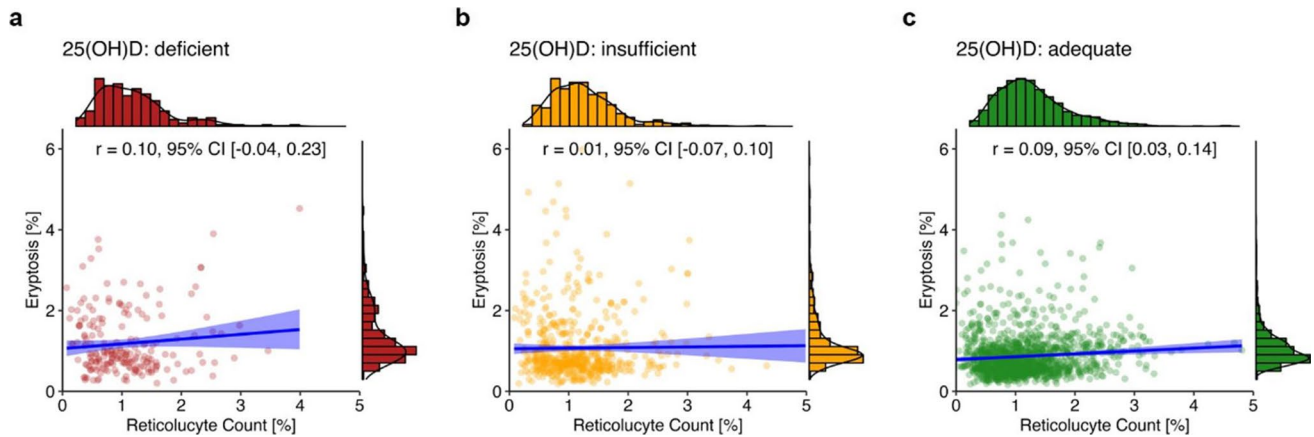 a
25(OH)D: deficient
r = 0.10, 95% CI [-0.04, 0.23]
6
4
2
0
Eryptosis [%]
0 1 2 3 4 5
Reticolucyte Count [%]
b
25(OH)D: insufficient
r = 0.01, 95% CI [-0.07, 0.10]
6
4
2
0
Eryptosis [%]
0 1 2 3 4 5
Reticolucyte Count [%]
c
25(OH)D: adequate
r = 0.09, 95% CI [0.03, 0.14]
6
4
2
0
Eryptosis [%]
0 1 2 3 4 5
Reticolucyte Count [%]